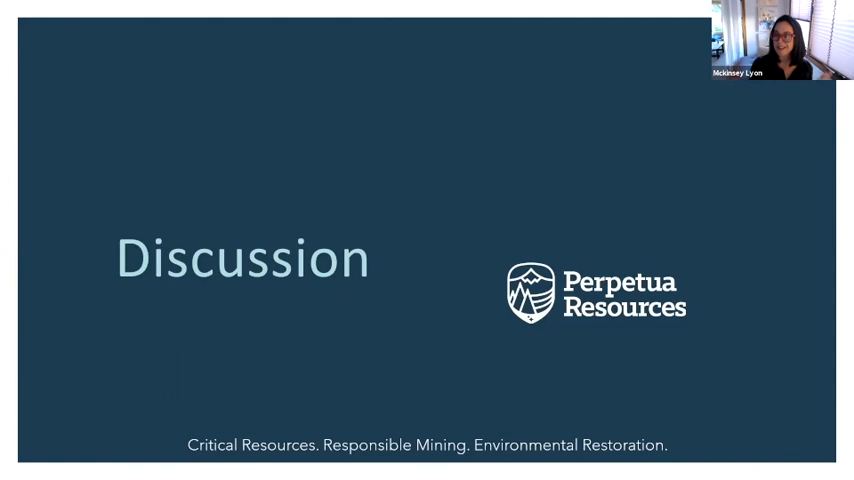 Mckinsey Lyon
Discussion
Perpetua
Resources
Critical Resources. Responsible Mining. Environmental Restoration.